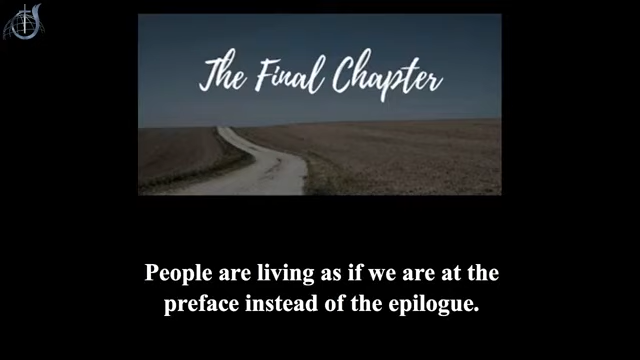 The Final Chapter
People are living as if we are at the
preface instead of the epilogue.